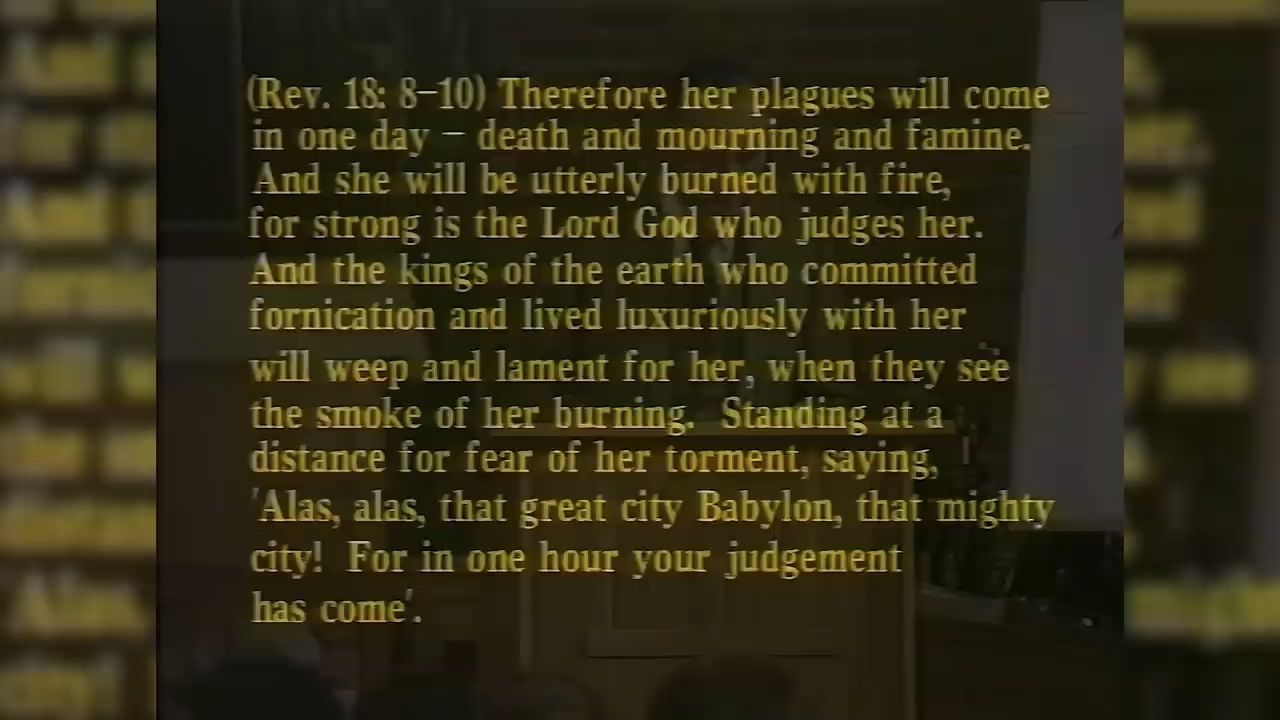 (Rev. 18: 8–10) Therefore her plagues will come
in one day – death and mourning and famine.
And she will be utterly burned with fire,
for strong is the Lord God who judges her.
And the kings of the earth who committed
fornication and lived luxuriously with her
will weep and lament for her, when they see
the smoke of her burning.  Standing at a
distance for fear of her torment, saying,
'Alas, alas, that great city Babylon, that mighty
city!  For in one hour your judgement
has come'.